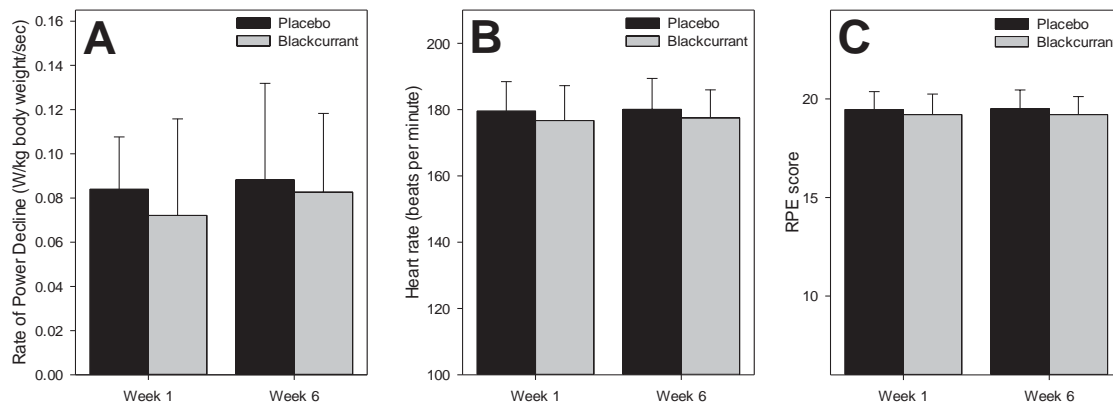 A
Placebo
Blackcurrant
Rate of Power Decline (W/kg body weight/sec)
0.16
0.14
0.12
0.10
0.08
0.06
0.04
0.02
0.00
Week 1 Week 6
B
Placebo
Blackcurrant
Heart rate (beats per minute)
200
180
160
140
120
100
Week 1 Week 6
C
Placebo
Blackcurran
RPE score
20
15
10
Week 1 Week 6